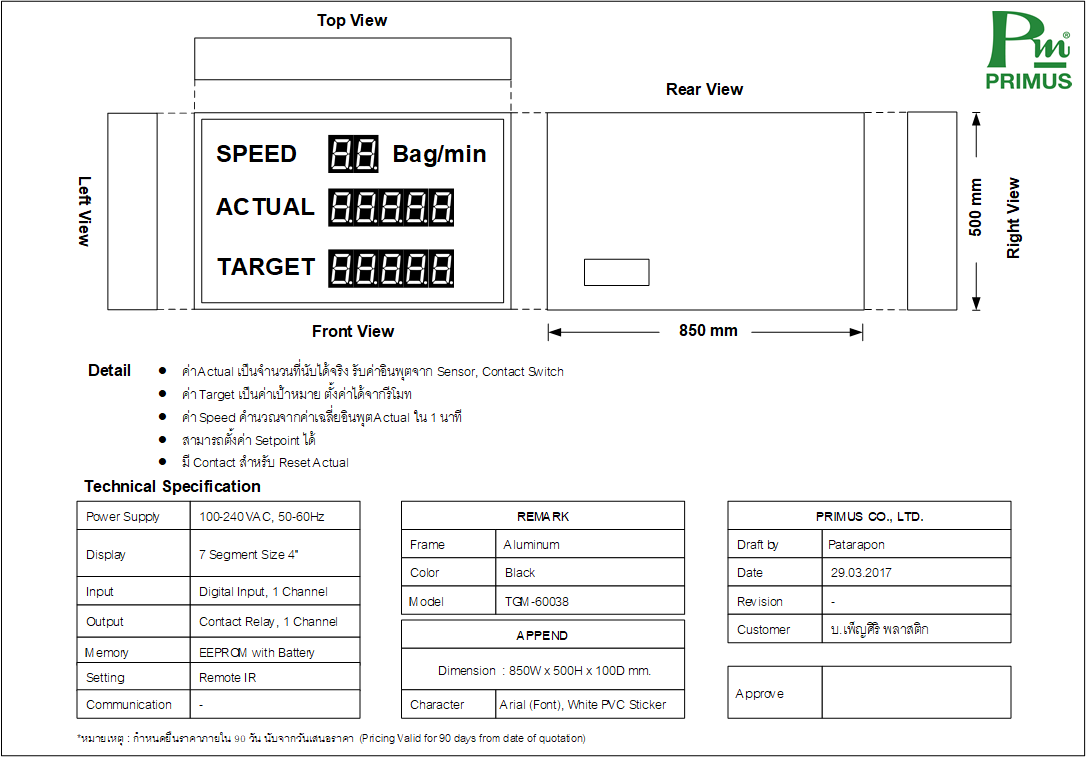 Top View
Pm®
PRIMUS
Rear View
Left View
SPEED 88 Bag/min
ACTUAL 88888
TARGET 88888
500 mm
Right View
Front View
850 mm
Detail
● ค่าActual เป็นจำนวนที่นับได้จริง รับค่าอินพุตจาก Sensor, Contact Switch
● ค่า Target เป็นค่าเป้าหมาย ตั้งค่าได้จากรีโมท
● ค่า Speed คำนวณจากค่าเฉลี่ยอินพุตActual ใน 1 นาที
● สามารถตั้งค่า Setpoint ได้
● มี Contact สำหรับ Reset Actual
Technical Specification
Power Supply 100-240VAC, 50-60Hz
Display 7 Segment Size 4"
Input Digital Input, 1 Channel
Output Contact Relay, 1 Channel
Memory EEPROM with Battery
Setting Remote IR
Communication -
REMARK
Frame Aluminum
Color Black
Model TGM-60038
APPEND
Dimension : 850W x 500H x 100D mm.
Character Arial (Font), White PVC Sticker
PRIMUS CO., LTD.
Draft by Patarapon
Date 29.03.2017
Revision -
Customer บ.เพ็ญศิริ พลาสติก
Approve
*หมายเหตุ : กำหนดยืนราคาภายใน 90 วัน นับจากวันเสนอราคา (Pricing Valid for 90 days from date of quotation)